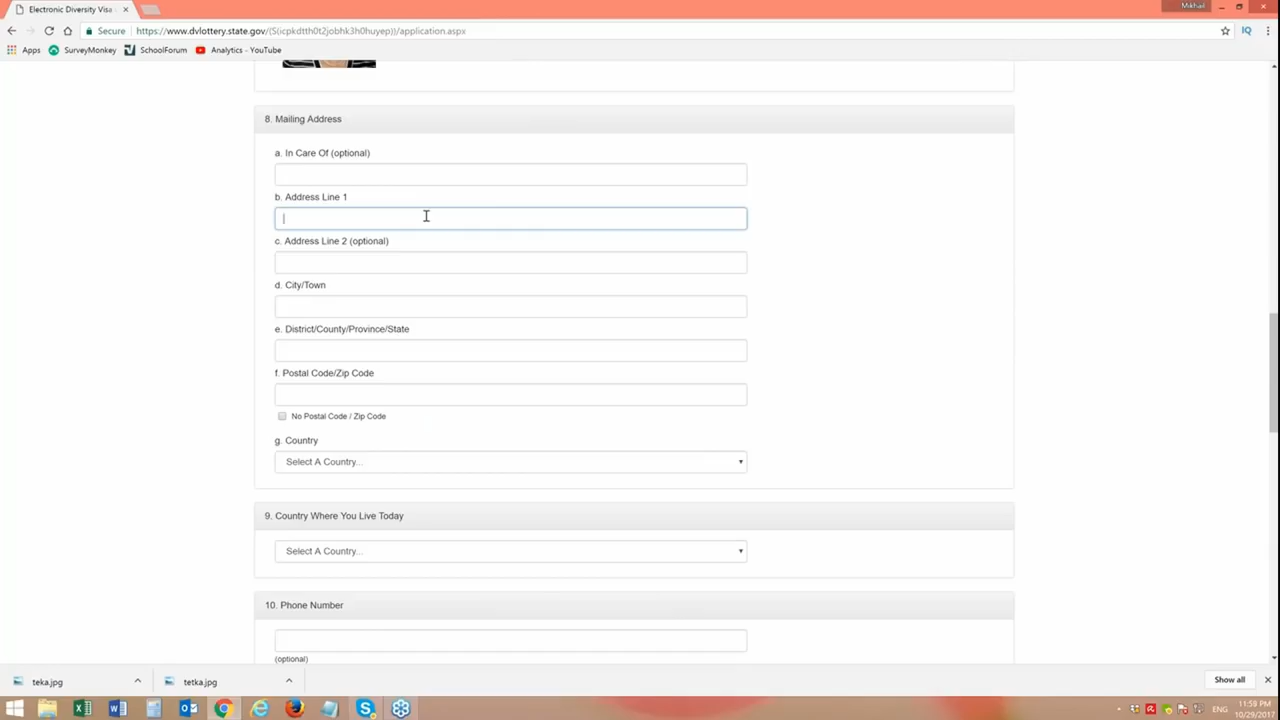 Electronic Diversity Visa
Mikhail
Secure
https://www.dvlottery.state.gov/(S(icpkdtth0t2jobhk3h0huyep))/application.aspx
IQ
Apps
SurveyMonkey
SchoolForum
Analytics - YouTube
8. Mailing Address
a. In Care Of (optional)
b. Address Line 1
c. Address Line 2 (optional)
d. City/Town
e. District/County/Province/State
f. Postal Code/Zip Code
No Postal Code / Zip Code
g. Country
Select A Country...
9. Country Where You Live Today
Select A Country...
10. Phone Number
(optional)
teka.jpg
tetka.jpg
Show all
ENG
11:59 PM
10/29/2017